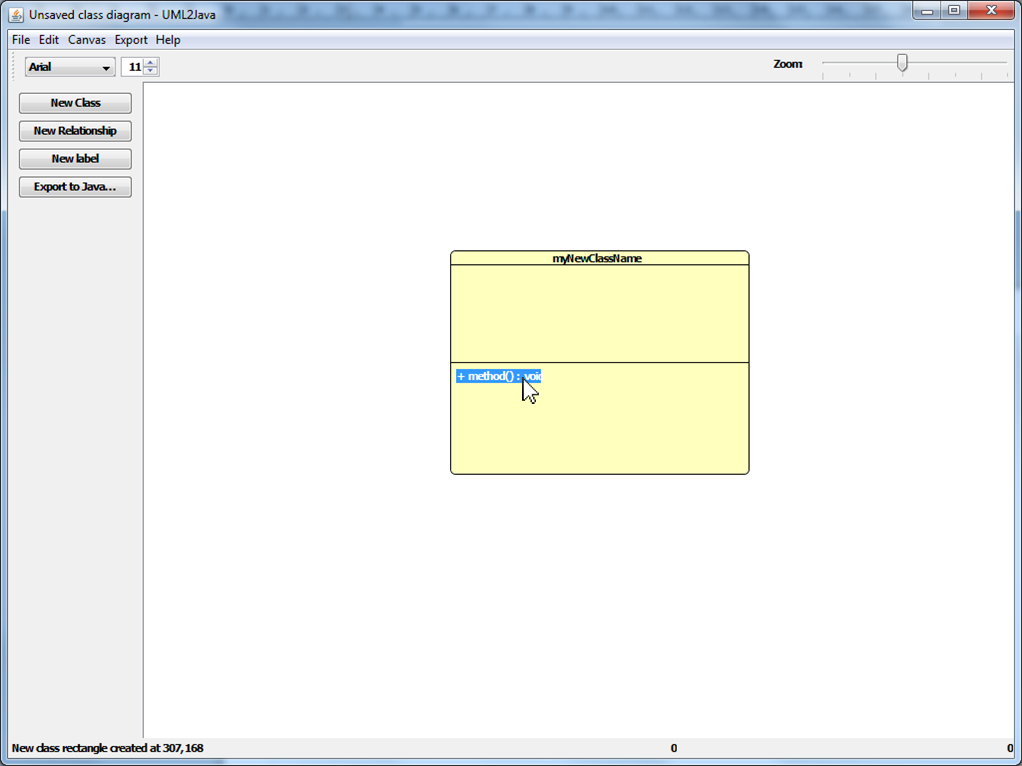 Unsaved class diagram - UML2Java
File Edit Canvas Export Help
Arial 11 Zoom
New Class
New Relationship
New label
Export to Java...
myNewClassName
+ method() : void
New class rectangle created at 307,168 0 0